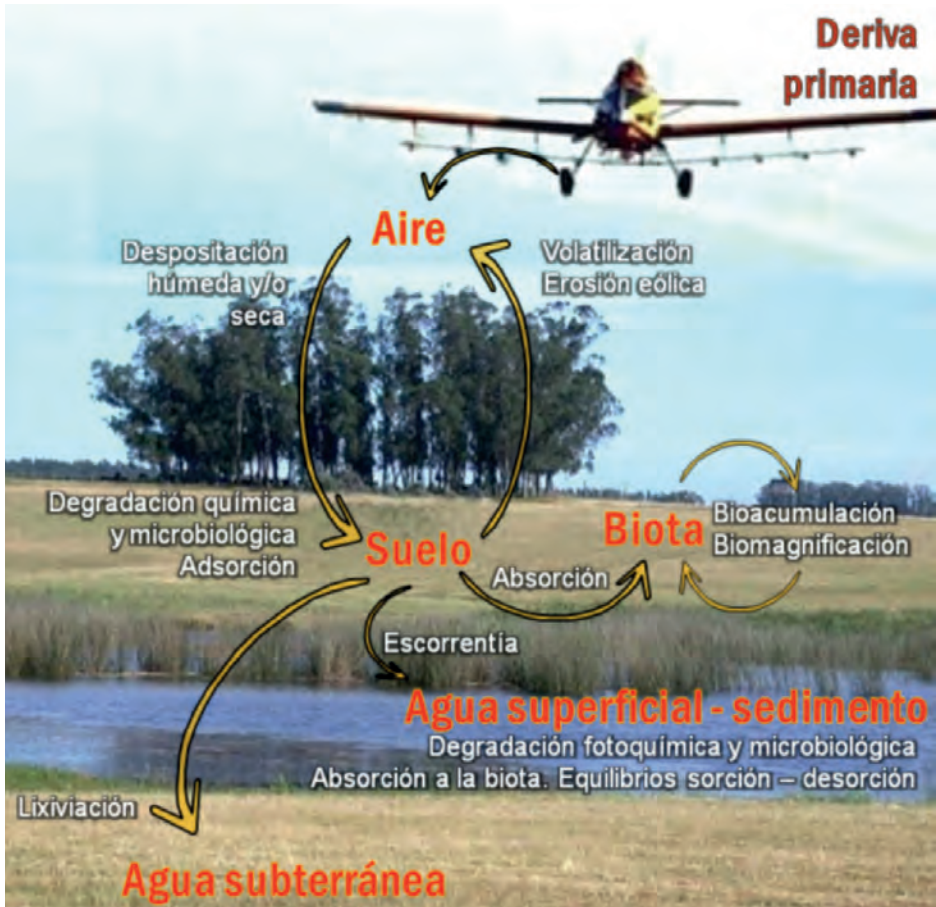 Deriva
primaria
Aire
Despositación
húmeda y/o
seca
Volatilización
Erosión eólica
Degradación química
y microbiológica
Adsorción
Suelo
Biota
Bioacumulación
Biomagnificación
Absorción
Escorrentía
Agua superficial - sedimento
Degradación fotoquímica y microbiológica
Absorción a la biota. Equilibrios sorción – desorción
Lixiviación
Agua subterránea